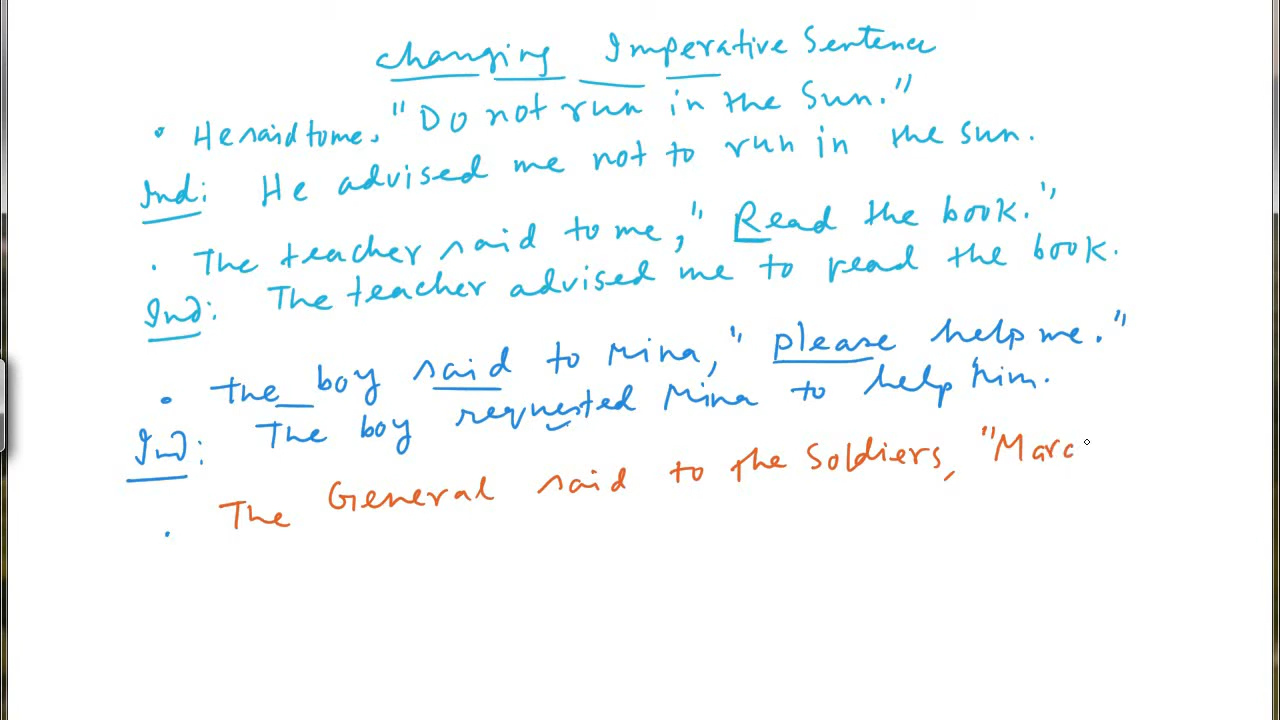 Changing Imperative Sentence
• He said to me, "Do not run in the Sun."
Ind: He advised me not to run in the sun.
• The teacher said to me," Read the book."
Ind: The teacher advised me to read the book.
• The boy said to Mina," please help me."
Ind: The boy requested Mina to help him.
• The General said to the Soldiers, "Marc